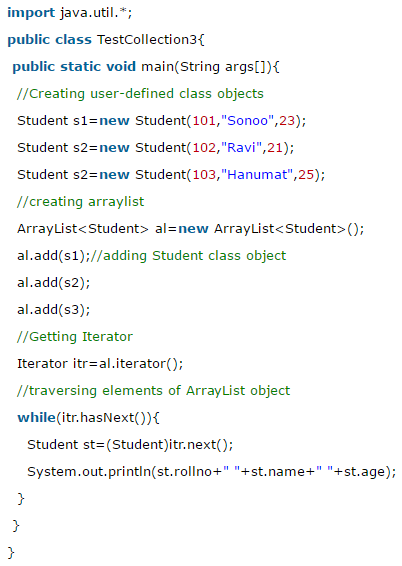 import java.util.*;
public class TestCollection3{
public static void main(String args[]){
//Creating user-defined class objects
Student s1=new Student(101,"Sonoo",23);
Student s2=new Student(102,"Ravi",21);
Student s2=new Student(103,"Hanumat",25);
//creating arraylist
ArrayList<Student> al=new ArrayList<Student>();
al.add(s1);//adding Student class object
al.add(s2);
al.add(s3);
//Getting Iterator
Iterator itr=al.iterator();
//traversing elements of ArrayList object
while(itr.hasNext()){
Student st=(Student)itr.next();
System.out.println(st.rollno+" "+st.name+" "+st.age);
}
}
}